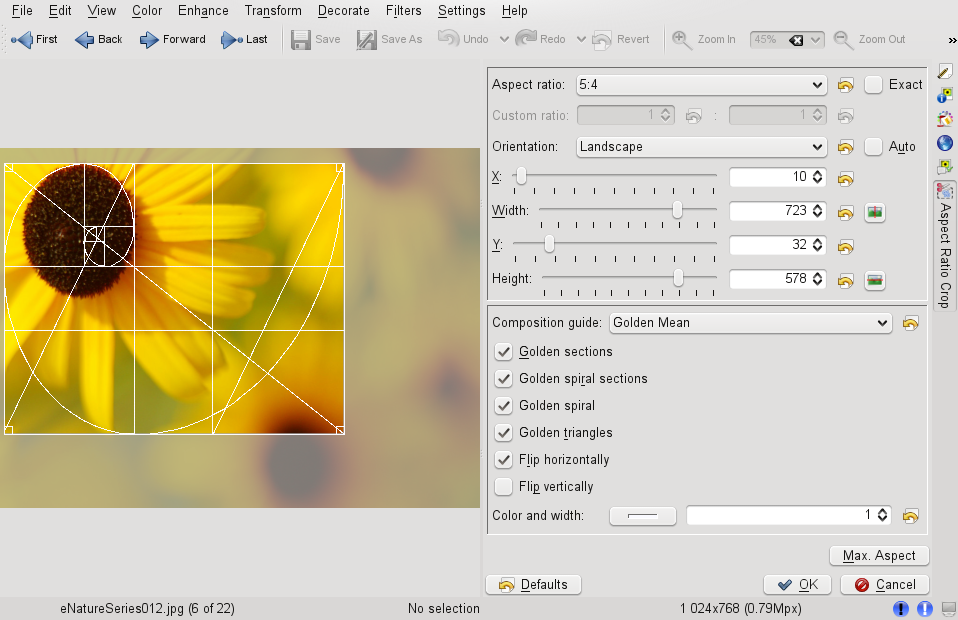 File Edit View Color Enhance Transform Decorate Filters Settings Help
First Back Forward Last Save Save As Undo Redo Revert Zoom In 45% Zoom Out »
Aspect ratio: 5:4 Exact
Custom ratio: 1 : 1
Orientation: Landscape Auto
X: 10
Width: 723
Y: 32
Height: 578
Aspect Ratio Crop
Composition guide: Golden Mean
Golden sections
Golden spiral sections
Golden spiral
Golden triangles
Flip horizontally
Flip vertically
Color and width: 1
Max. Aspect
Defaults OK Cancel
eNatureSeries012.jpg (6 of 22) No selection 1 024x768 (0.79Mpx)